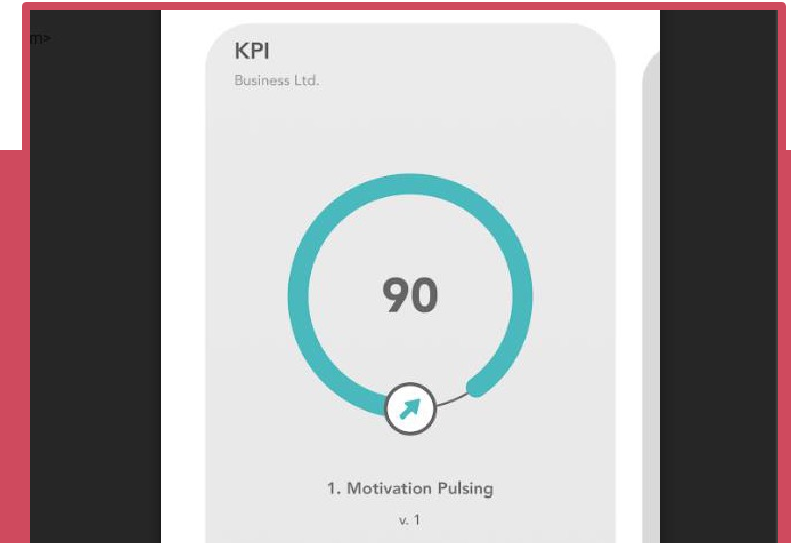 m>
KPI
Business Ltd.
90
1. Motivation Pulsing
v. 1